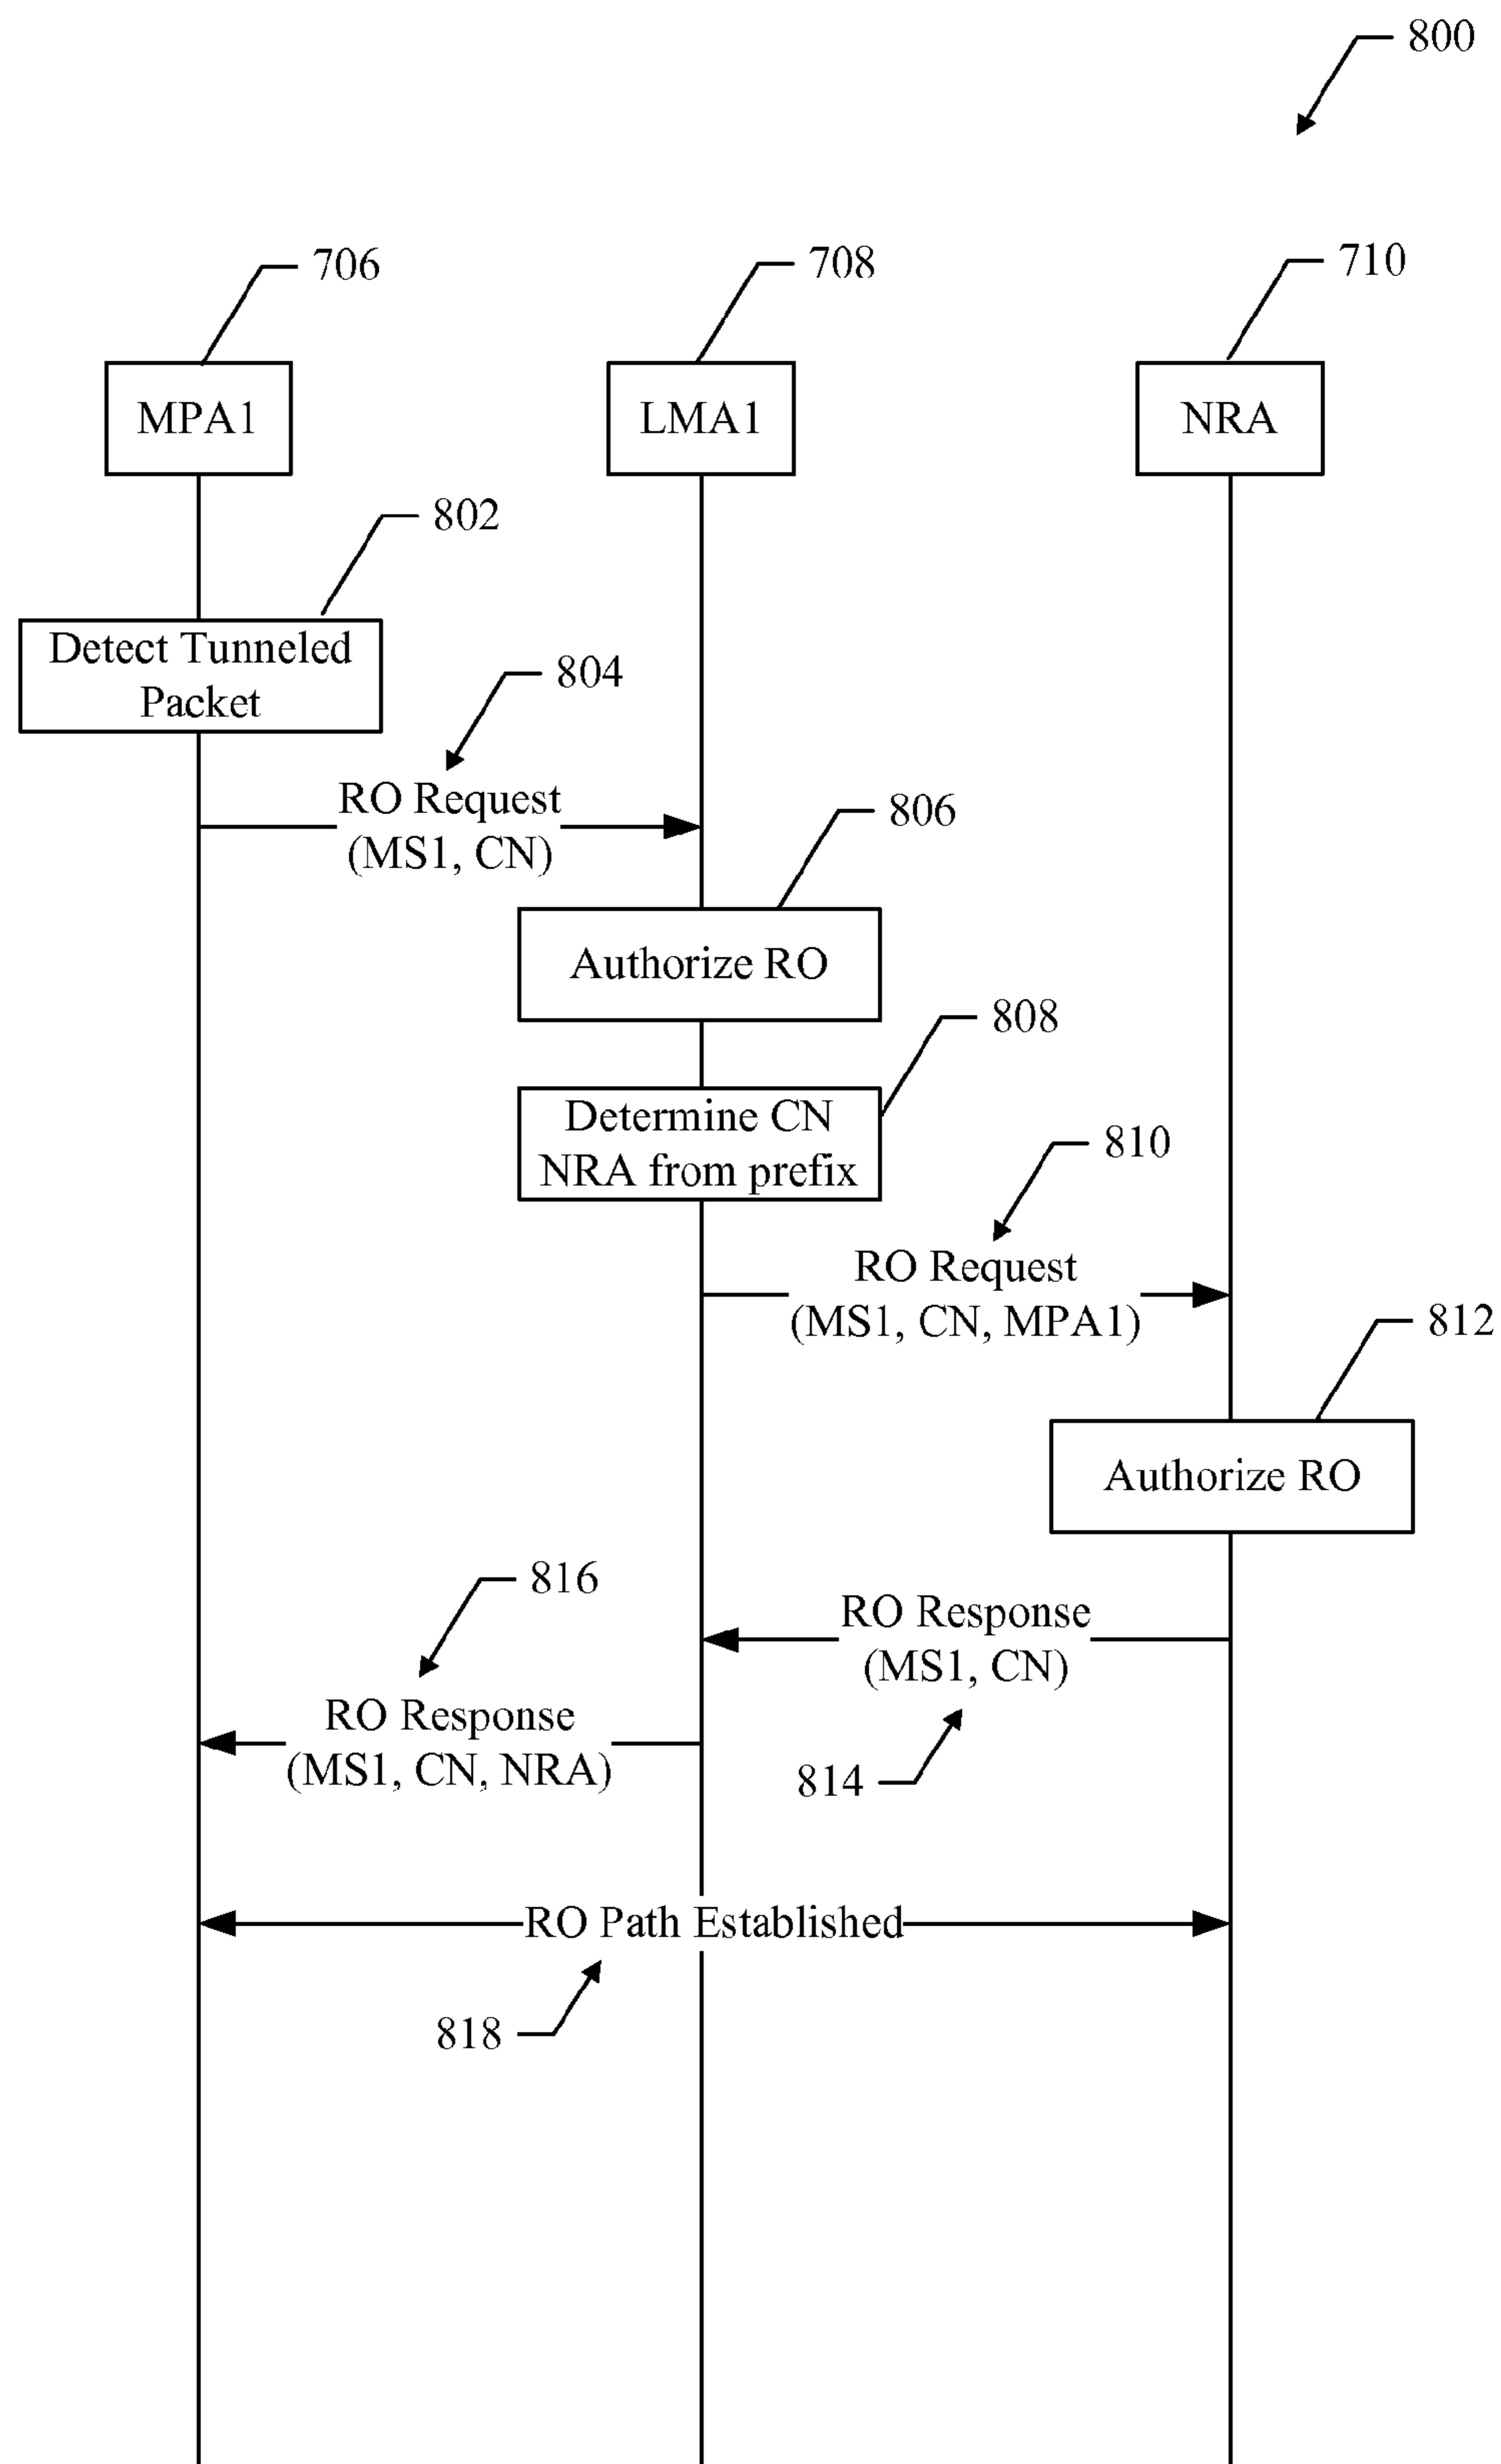 800
706
708
710
MPA1
LMA1
NRA
802
Detect Tunneled
Packet
804
RO Request
(MS1, CN)
806
Authorize RO
808
Determine CN
NRA from prefix
810
RO Request
(MS1, CN, MPA1)
812
Authorize RO
816
RO Response
(MS1, CN)
RO Response
(MS1, CN, NRA)
814
RO Path Established
818